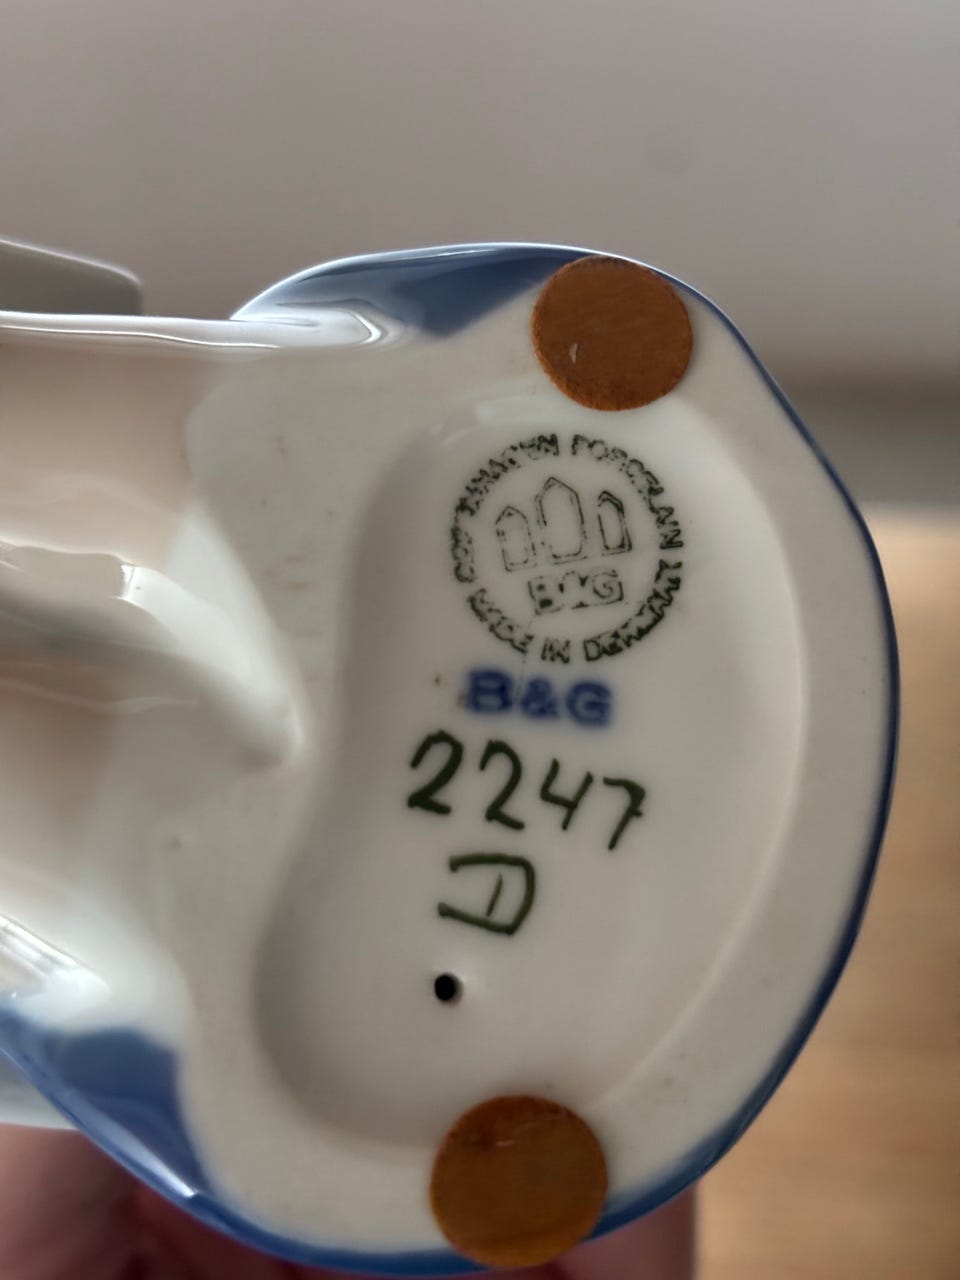 COPENHAGEN PORCELAIN
B&G
MADE IN DENMARK
B&G
2247
D